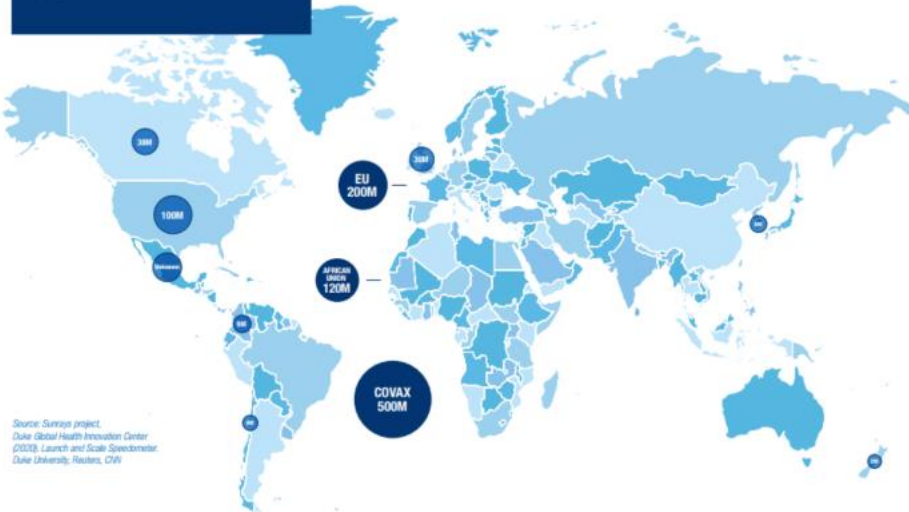 38M
100M
30M
EU
200M
AFRICAN
UNION
120M
COVAX
500M
Source: Sunrays project,
Duke Global Health Innovation Center
(2020). Launch and Scale Speedometer.
Duke University, Reuters, CNN